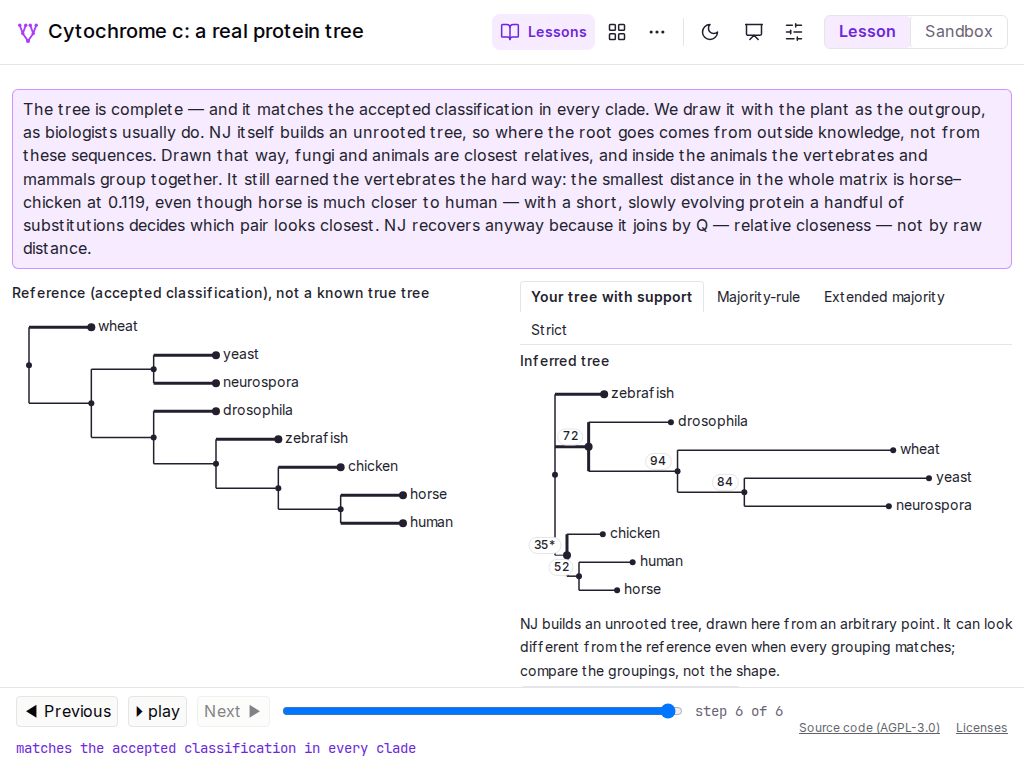 Cytochrome c: a real protein tree
Lessons
Lesson
Sandbox
The tree is complete — and it matches the accepted classification in every clade. We draw it with the plant as the outgroup,
as biologists usually do. NJ itself builds an unrooted tree, so where the root goes comes from outside knowledge, not from
these sequences. Drawn that way, fungi and animals are closest relatives, and inside the animals the vertebrates and
mammals group together. It still earned the vertebrates the hard way: the smallest distance in the whole matrix is horse–
chicken at 0.119, even though horse is much closer to human — with a short, slowly evolving protein a handful of
substitutions decides which pair looks closest. NJ recovers anyway because it joins by Q — relative closeness — not by raw
distance.
Reference (accepted classification), not a known true tree
wheat
yeast
neurospora
drosophila
zebrafish
chicken
horse
human
Your tree with support
Majority-rule
Extended majority
Strict
Inferred tree
zebrafish
drosophila
72
wheat
94
yeast
84
neurospora
chicken
35*
human
52
horse
NJ builds an unrooted tree, drawn here from an arbitrary point. It can look
different from the reference even when every grouping matches;
compare the groupings, not the shape.
Previous
play
Next
step 6 of 6
Source code (AGPL-3.0)
Licenses
matches the accepted classification in every clade